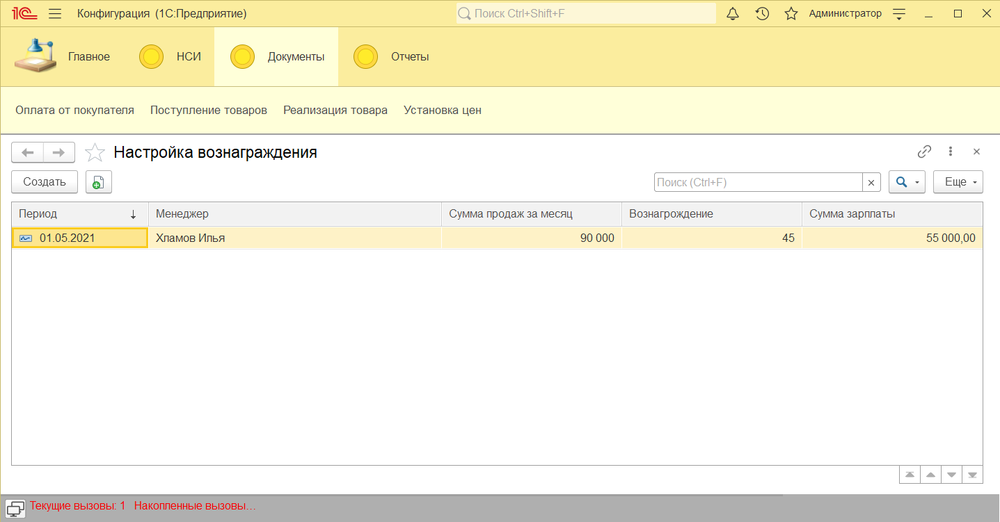 1С Конфигурация (1С:Предприятие) Поиск Ctrl+Shift+F Администратор
Главное НСИ Документы Отчеты
Оплата от покупателя Поступление товаров Реализация товара Установка цен
Настройка вознаграждения
Создать Поиск (Ctrl+F) Еще
Период Менеджер Сумма продаж за месяц Вознагрождение Сумма зарплаты
01.05.2021 Хламов Илья 90 000 45 55 000,00
Текущие вызовы: 1 Накопленные вызовы…